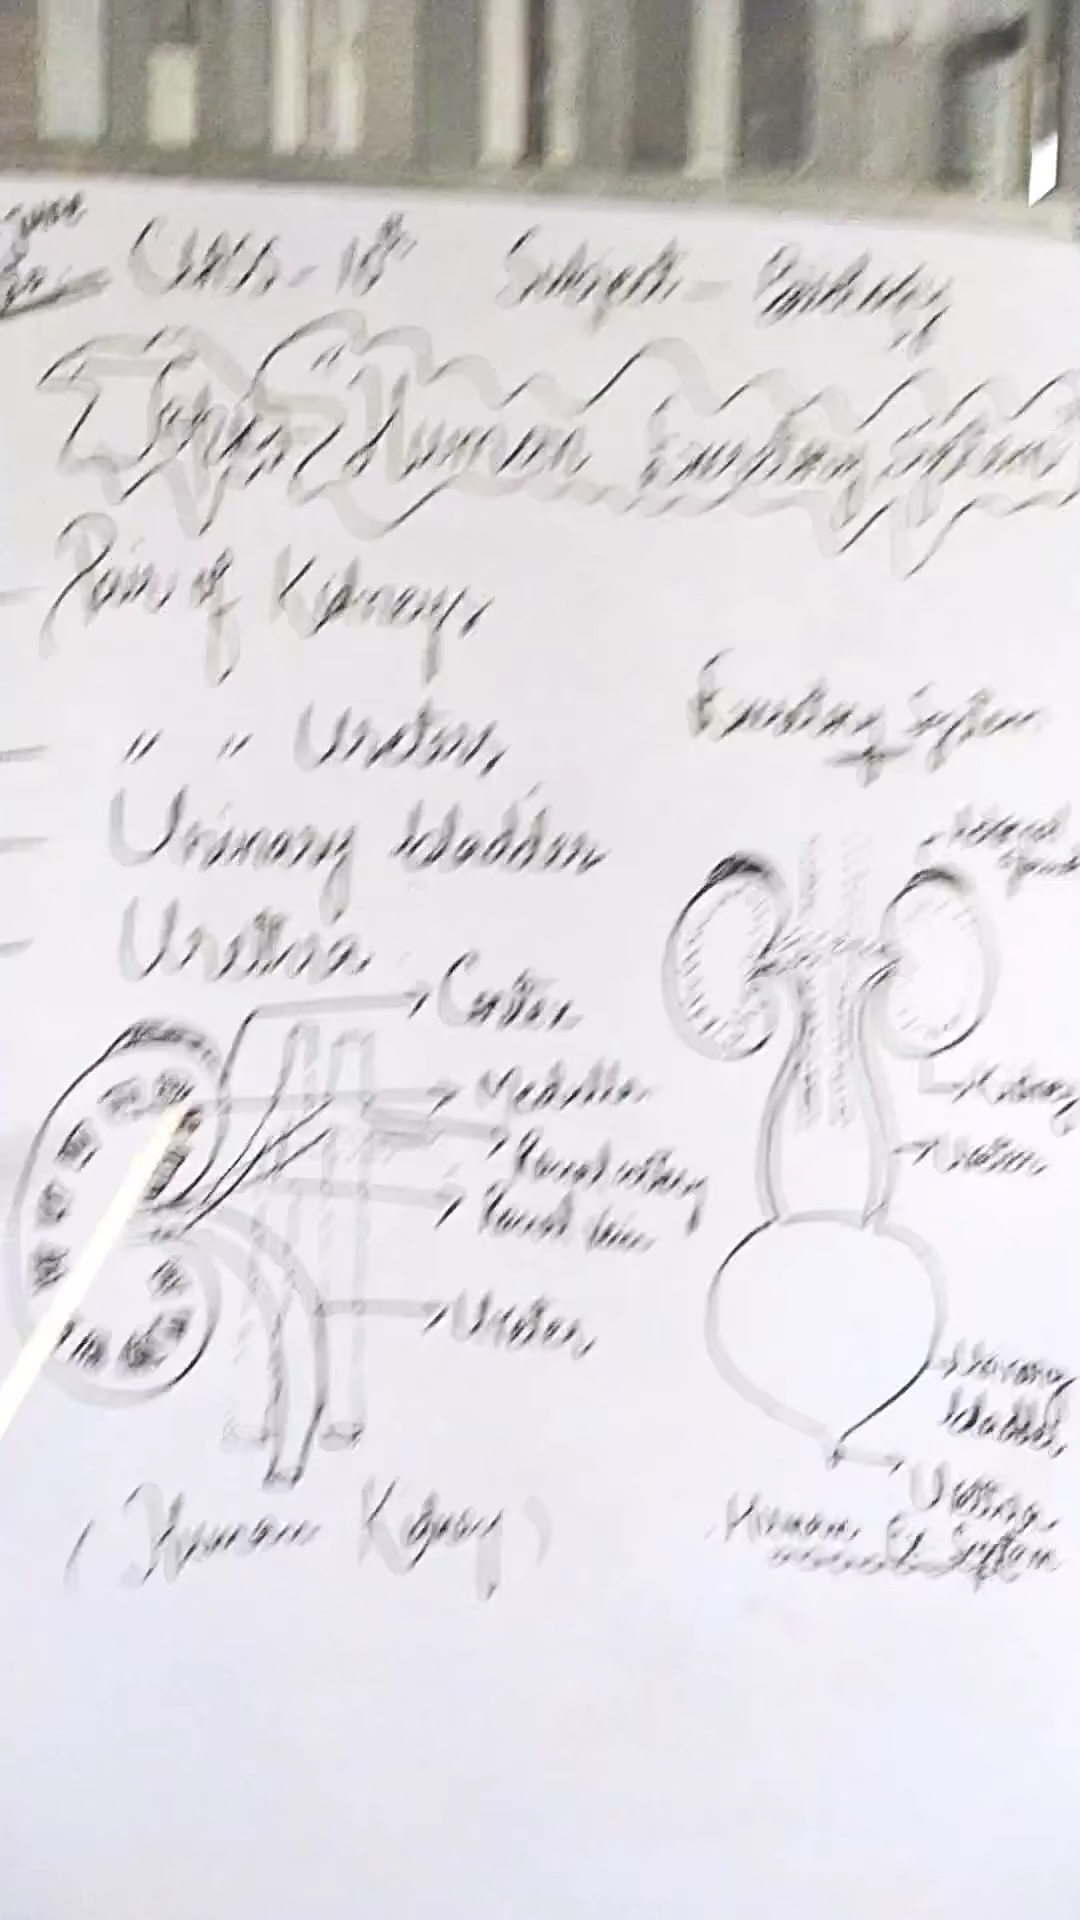 Class - 10th Subject - Biology
Topic - Human Excretory System
Pair of Kidneys
" " Ureters
Urinary bladder
Urethra
Cortex
Medulla
Renal artery
Renal vein
Ureter
(Human Kidney)
Excretory System
Kidney
Ureter
Urinary
bladder
Urethra
Human Ex. System